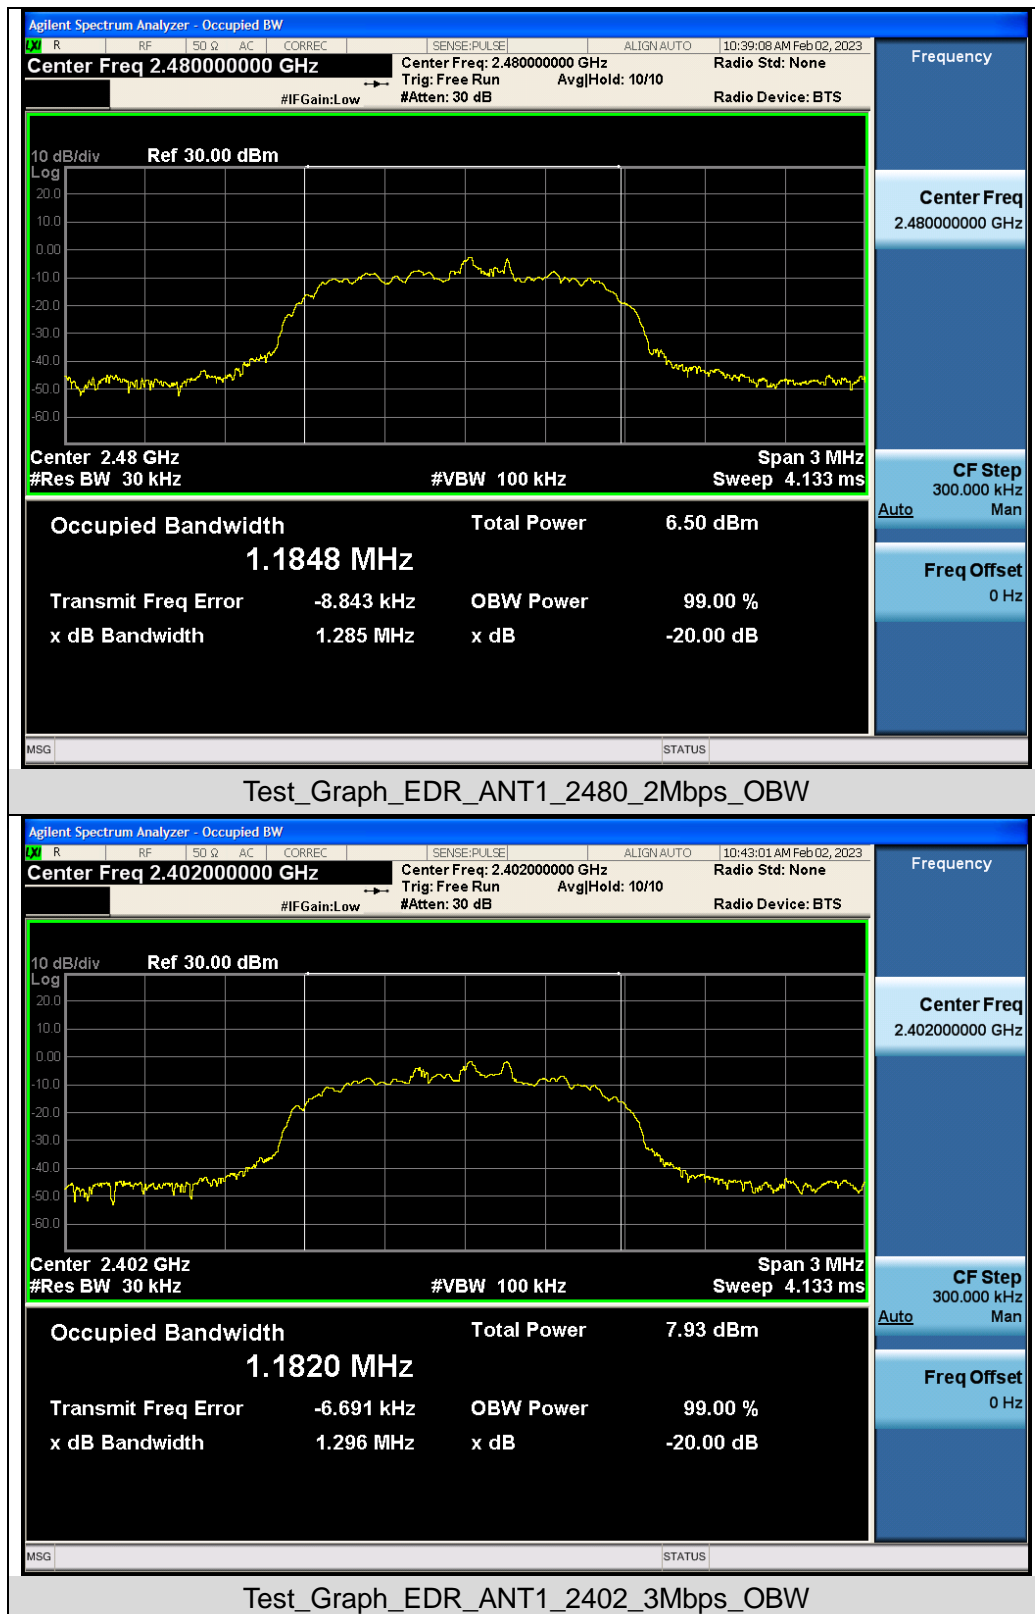 Agilent Spectrum Analyzer - Occupied BW
LXI R RF 50 Ω AC CORREC SENSE:PULSE ALIGN AUTO 10:39:08 AM Feb 02, 2023
Center Freq 2.480000000 GHz Center Freq: 2.480000000 GHz Radio Std: None
Trig: Free Run Avg|Hold: 10/10
#IFGain:Low #Atten: 30 dB Radio Device: BTS
Frequency
10 dB/div Ref 30.00 dBm
Log
20.0
10.0
0.00
-10.0
-20.0
-30.0
-40.0
-50.0
-60.0
Center 2.48 GHz Span 3 MHz
#Res BW 30 kHz #VBW 100 kHz Sweep 4.133 ms
Center Freq
2.480000000 GHz
CF Step
300.000 kHz
Auto Man
Freq Offset
0 Hz
Occupied Bandwidth Total Power 6.50 dBm
1.1848 MHz
Transmit Freq Error -8.843 kHz OBW Power 99.00 %
x dB Bandwidth 1.285 MHz x dB -20.00 dB
MSG STATUS
Test_Graph_EDR_ANT1_2480_2Mbps_OBW
Agilent Spectrum Analyzer - Occupied BW
LXI R RF 50 Ω AC CORREC SENSE:PULSE ALIGN AUTO 10:43:01 AM Feb 02, 2023
Center Freq 2.402000000 GHz Center Freq: 2.402000000 GHz Radio Std: None
Trig: Free Run Avg|Hold: 10/10
#IFGain:Low #Atten: 30 dB Radio Device: BTS
Frequency
10 dB/div Ref 30.00 dBm
Log
20.0
10.0
0.00
-10.0
-20.0
-30.0
-40.0
-50.0
-60.0
Center 2.402 GHz Span 3 MHz
#Res BW 30 kHz #VBW 100 kHz Sweep 4.133 ms
Center Freq
2.402000000 GHz
CF Step
300.000 kHz
Auto Man
Freq Offset
0 Hz
Occupied Bandwidth Total Power 7.93 dBm
1.1820 MHz
Transmit Freq Error -6.691 kHz OBW Power 99.00 %
x dB Bandwidth 1.296 MHz x dB -20.00 dB
MSG STATUS
Test_Graph_EDR_ANT1_2402_3Mbps_OBW